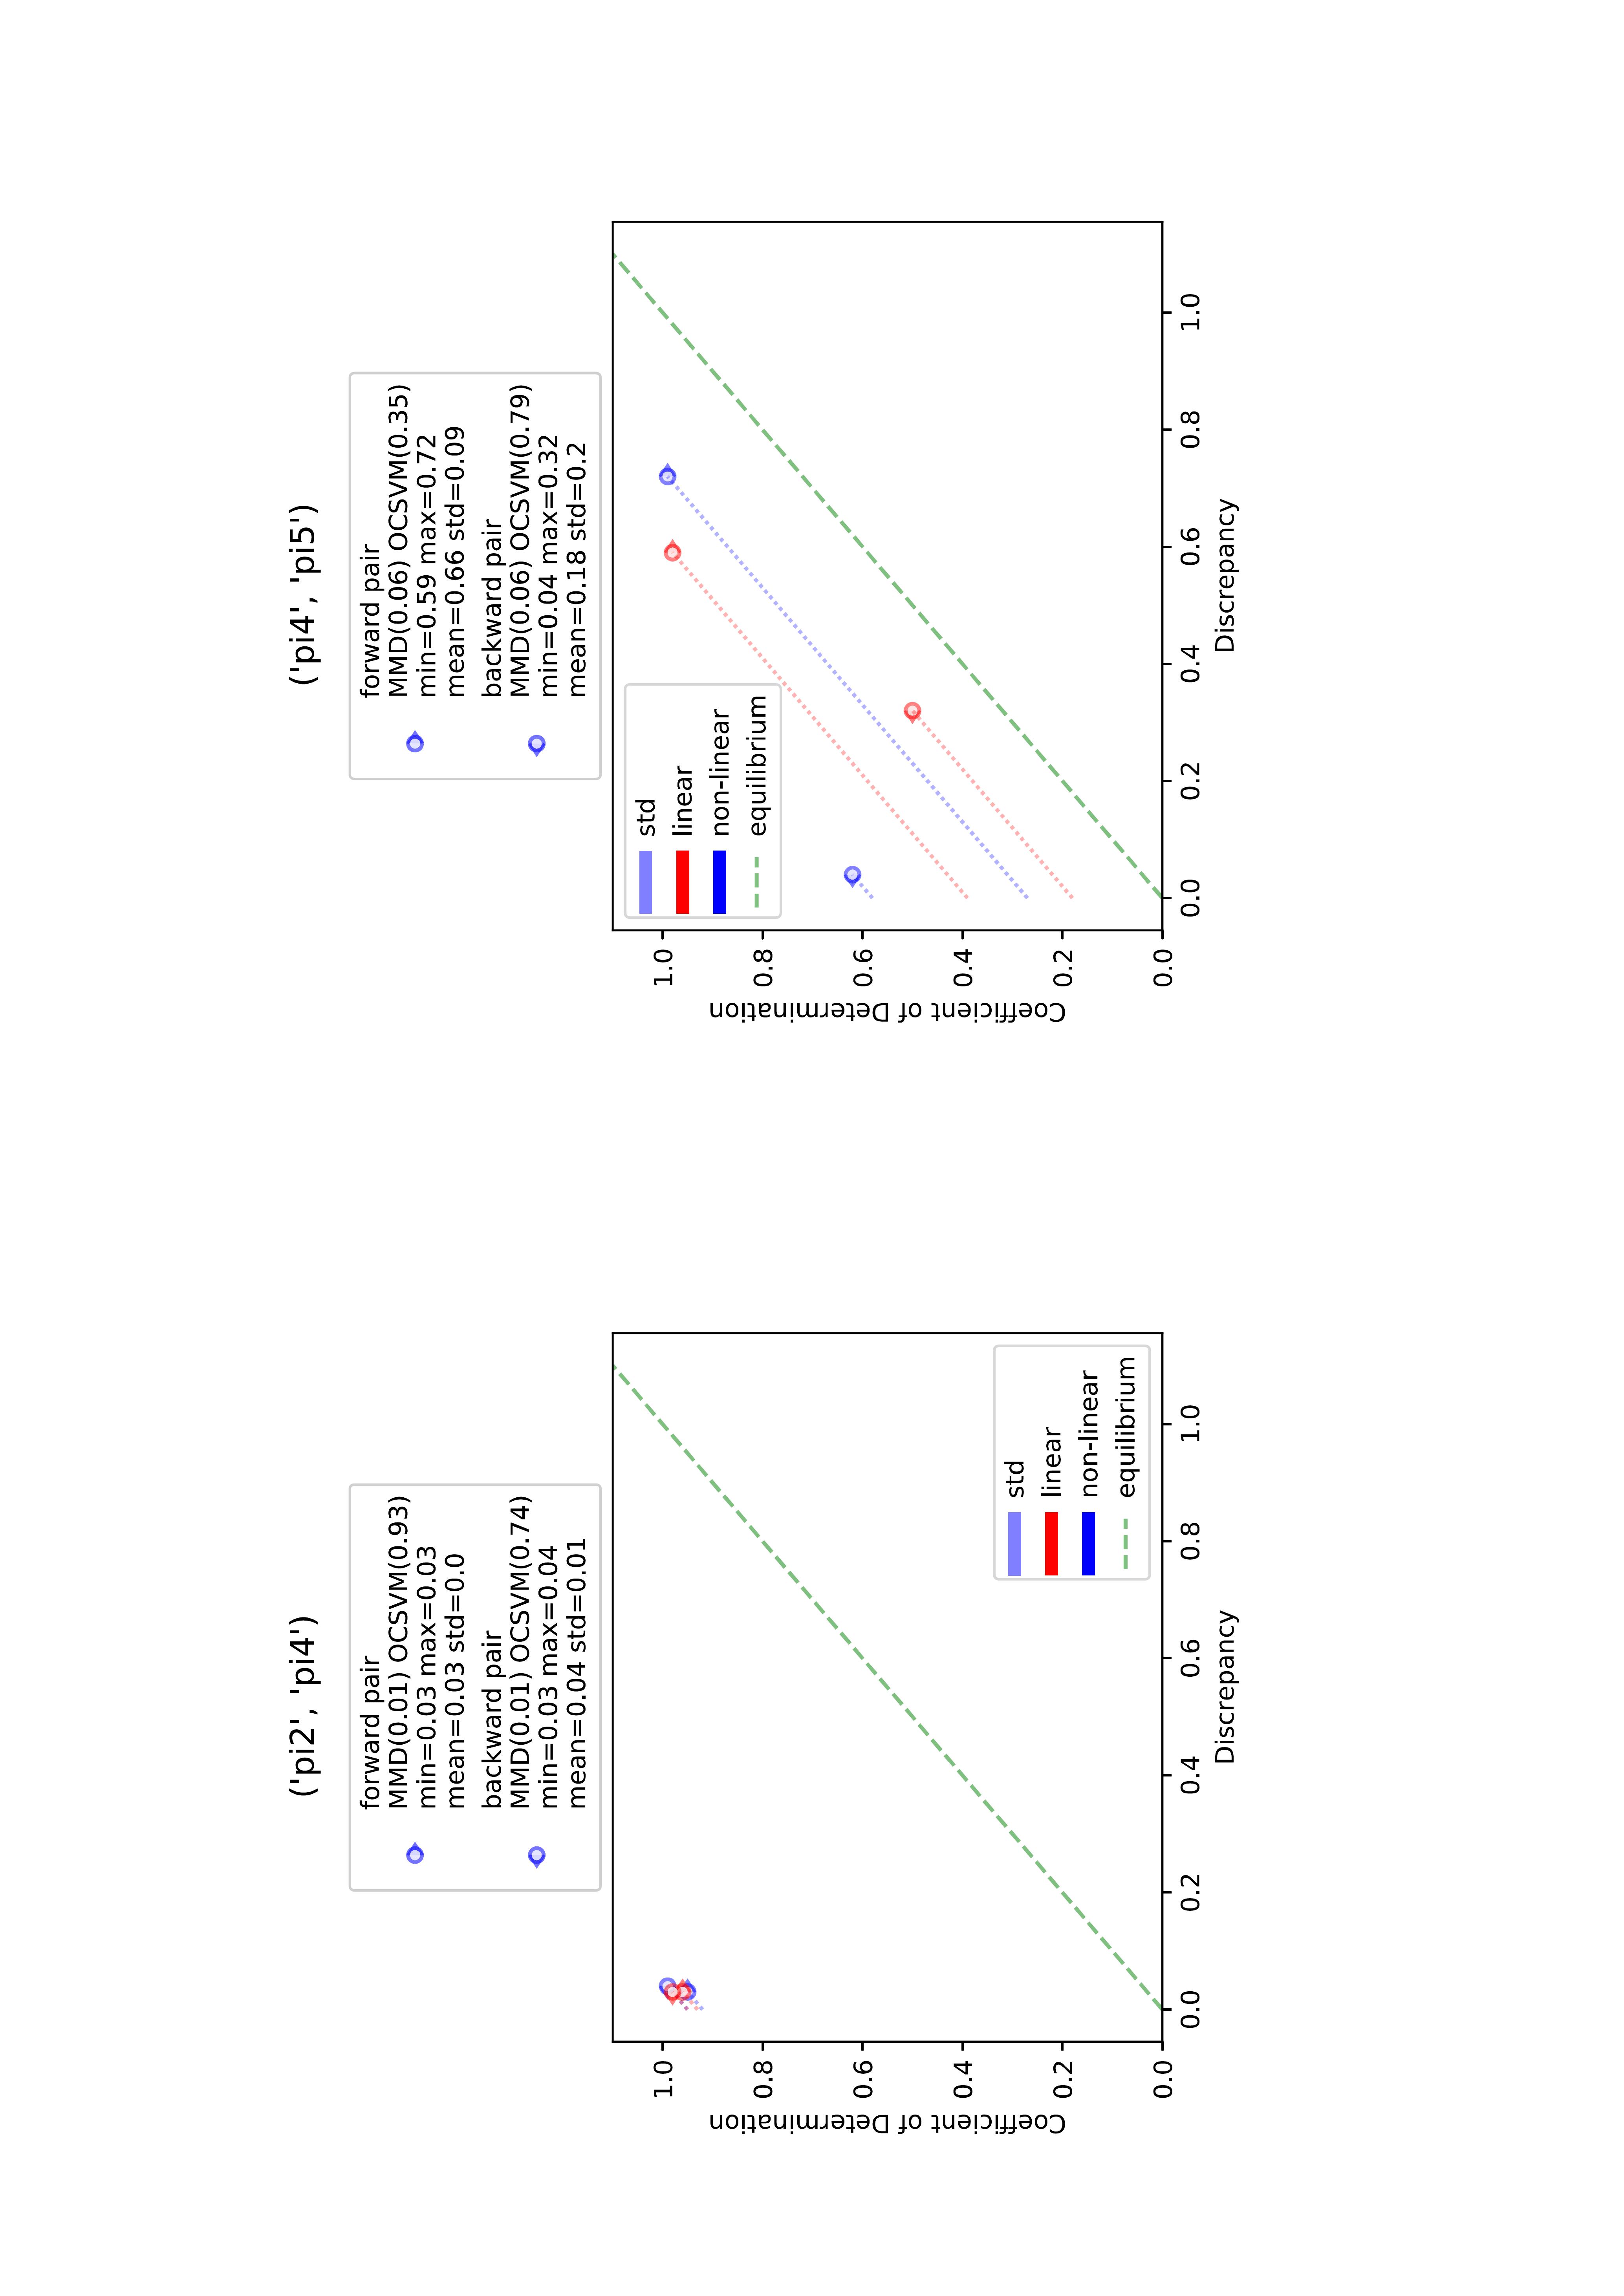 ('pi2', 'pi4')
forward pair
MMD(0.01) OCSVM(0.93)
min=0.03 max=0.03
mean=0.03 std=0.0
backward pair
MMD(0.01) OCSVM(0.74)
min=0.03 max=0.04
mean=0.04 std=0.01
1.0
0.8
0.6
0.4
0.2
0.0
Coefficient of Determination
std
linear
non-linear
equilibrium
0.0 0.2 0.4 0.6 0.8 1.0
Discrepancy
('pi4', 'pi5')
forward pair
MMD(0.06) OCSVM(0.35)
min=0.59 max=0.72
mean=0.66 std=0.09
backward pair
MMD(0.06) OCSVM(0.79)
min=0.04 max=0.32
mean=0.18 std=0.2
std
linear
non-linear
equilibrium
1.0
0.8
0.6
0.4
0.2
0.0
Coefficient of Determination
0.0 0.2 0.4 0.6 0.8 1.0
Discrepancy